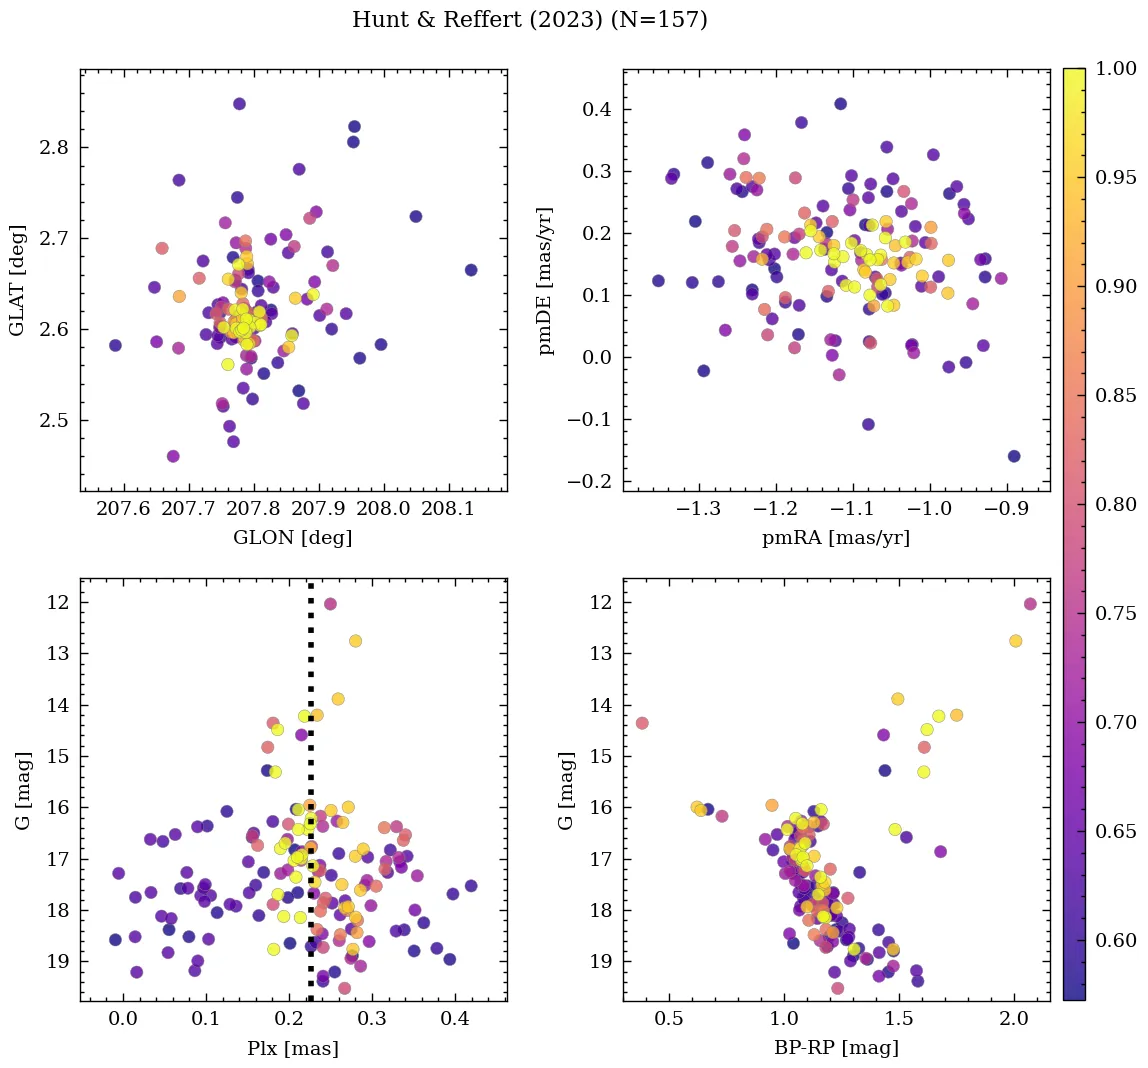 Hunt & Reffert (2023) (N=157)
2.8
2.7
2.6
2.5
GLAT [deg]
207.6 207.7 207.8 207.9 208.0 208.1
GLON [deg]
0.4
0.3
0.2
0.1
0.0
−0.1
−0.2
pmDE [mas/yr]
−1.3 −1.2 −1.1 −1.0 −0.9
pmRA [mas/yr]
12
13
14
15
16
17
18
19
G [mag]
0.0 0.1 0.2 0.3 0.4
Plx [mas]
12
13
14
15
16
17
18
19
G [mag]
0.5 1.0 1.5 2.0
BP-RP [mag]
1.00
0.95
0.90
0.85
0.80
0.75
0.70
0.65
0.60